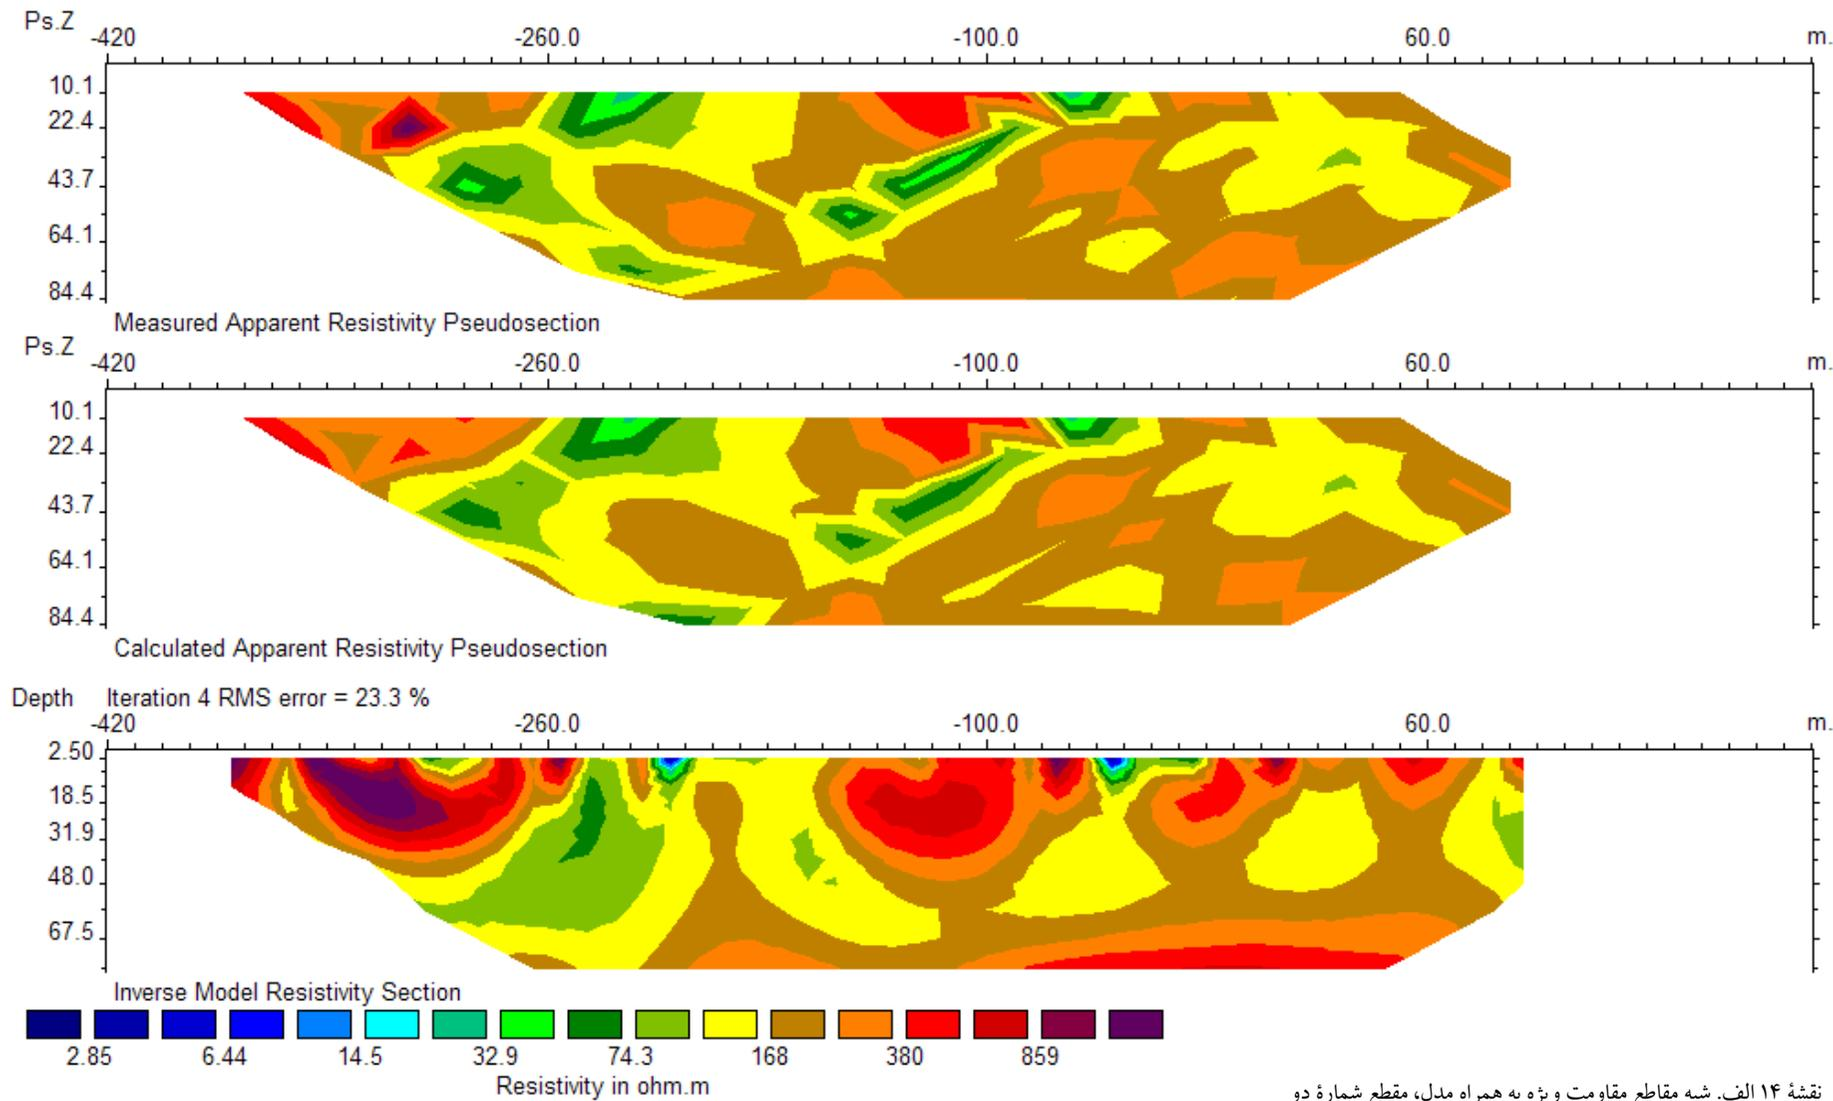 Ps.Z
-420 -260.0 -100.0 60.0 m.
10.1
22.4
43.7
64.1
84.4
Measured Apparent Resistivity Pseudosection
Ps.Z
-420 -260.0 -100.0 60.0 m.
10.1
22.4
43.7
64.1
84.4
Calculated Apparent Resistivity Pseudosection
Depth Iteration 4 RMS error = 23.3 %
-420 -260.0 -100.0 60.0 m.
2.50
18.5
31.9
48.0
67.5
Inverse Model Resistivity Section
2.85 6.44 14.5 32.9 74.3 168 380 859
Resistivity in ohm.m
نقشهٔ ۱۴ الف. شبه مقاطع مقاومت ویژه به همراه مدل، مقطع شمارهٔ دو